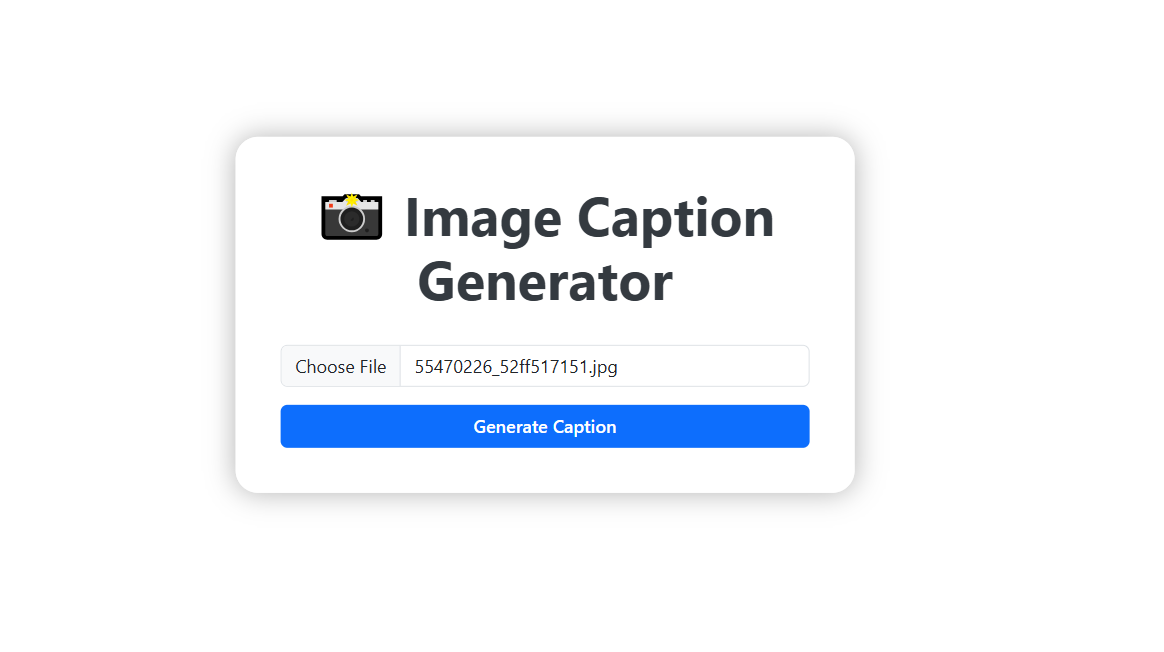 Image Caption
Generator
Choose File 55470226_52ff517151.jpg
Generate Caption